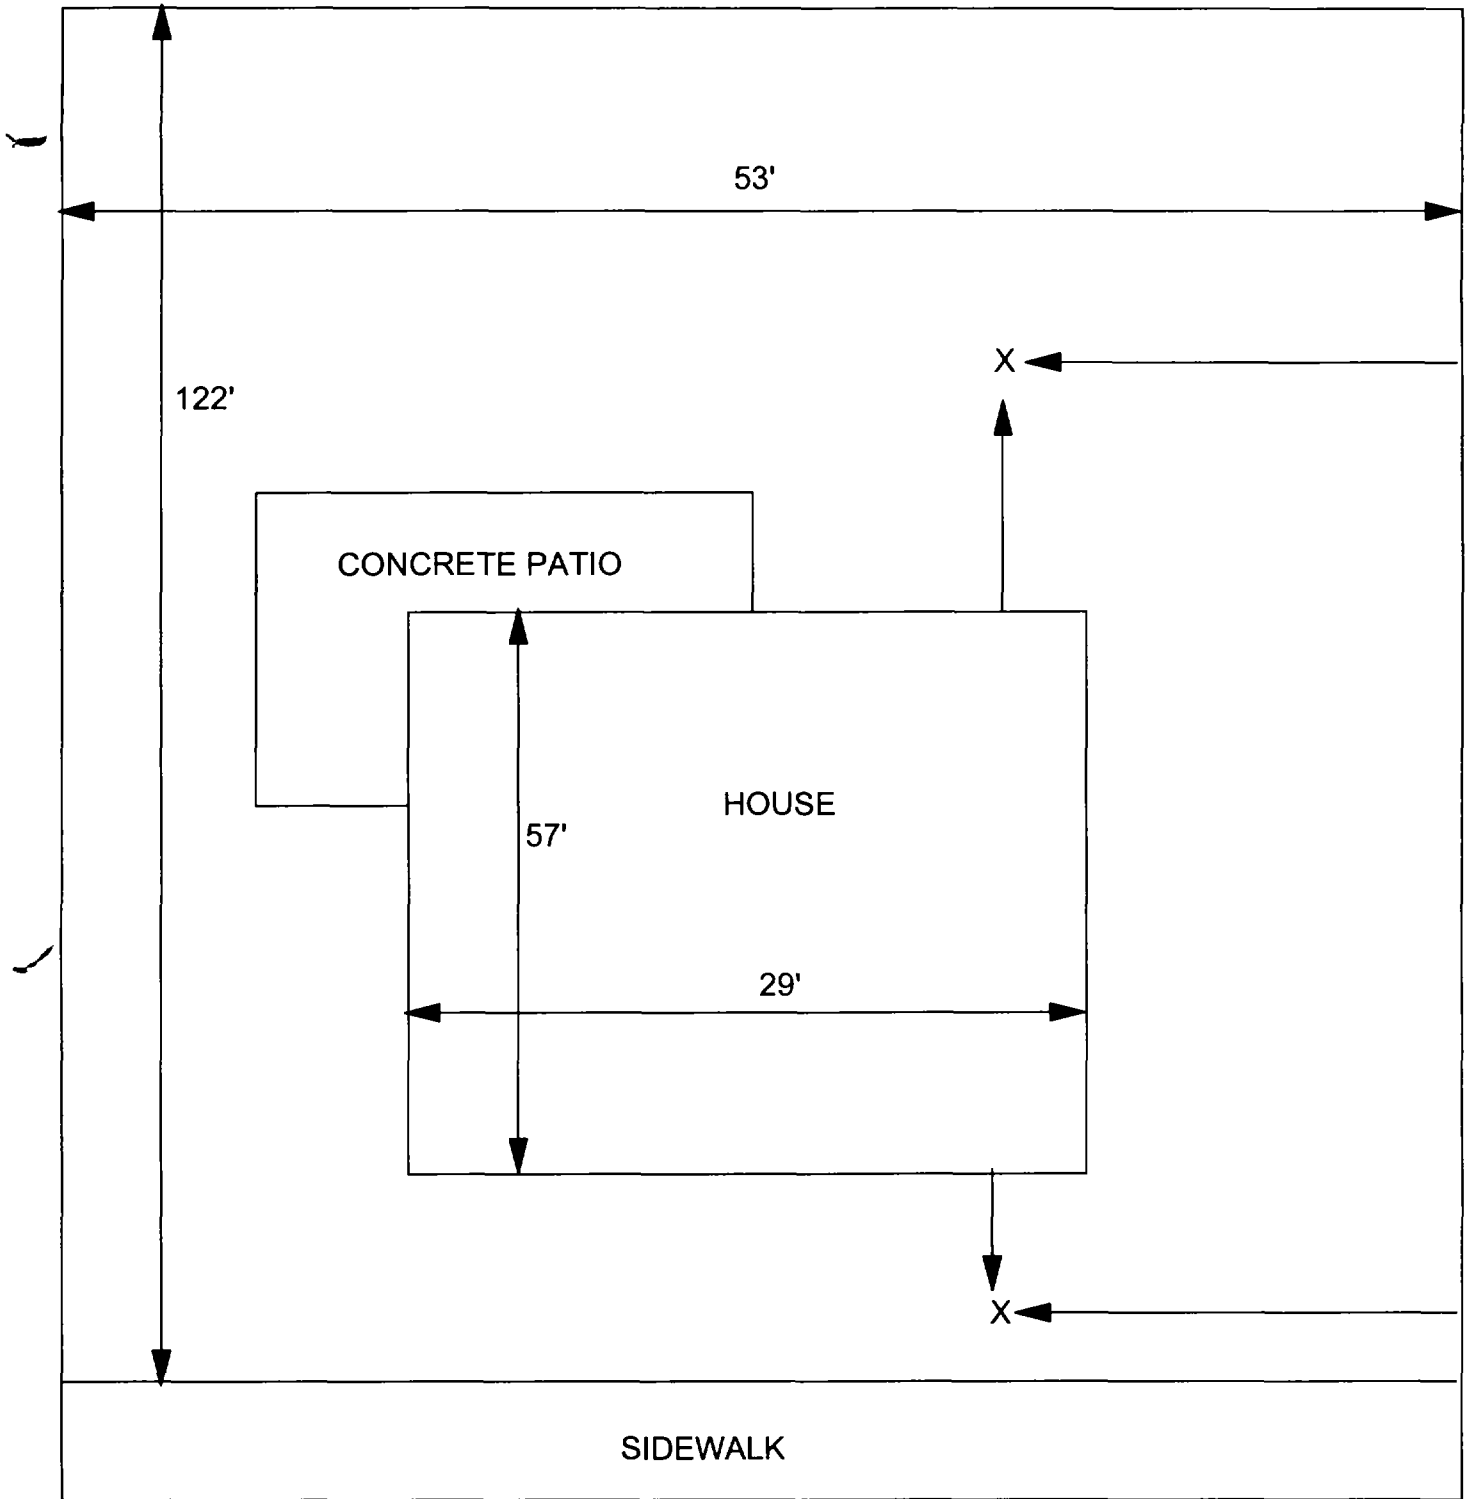 53'
X
122'
CONCRETE PATIO
HOUSE
57'
29'
X
SIDEWALK